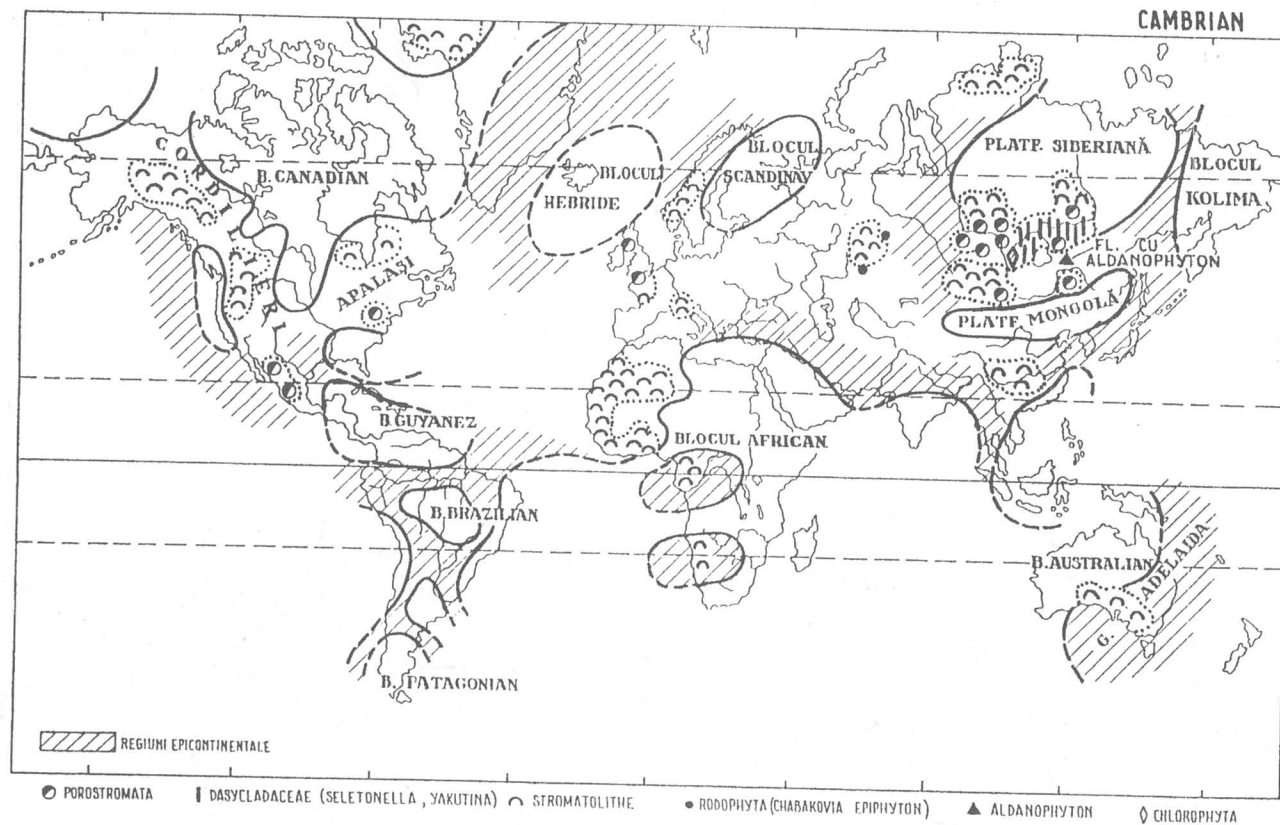 CAMBRIAN
CORDILIERI
B. CANADIAN
BLOCUL
HEBRIDE
BLOCUL
SCANDINAV
PLATF. SIBERIANĂ
BLOCUL
KOLIMA
FL. CU
ALDANOPHYTON
APALAȘI
PLATF. MONGOLĂ
B. GUYANEZ
BLOCUL AFRICAN
B. BRAZILIAN
B. AUSTRALIAN
G. ADELAIDA
B. PATAGONIAN
REGIUNI EPICONTINENTALE
POROSTROMATA
DASYCLADACEAE (SELETONELLA, YAKUTINA)
STROMATOLITHE
RODOPHYTA (CHABAKOVIA EPIPHYTON)
ALDANOPHYTON
CHLOROPHYTA